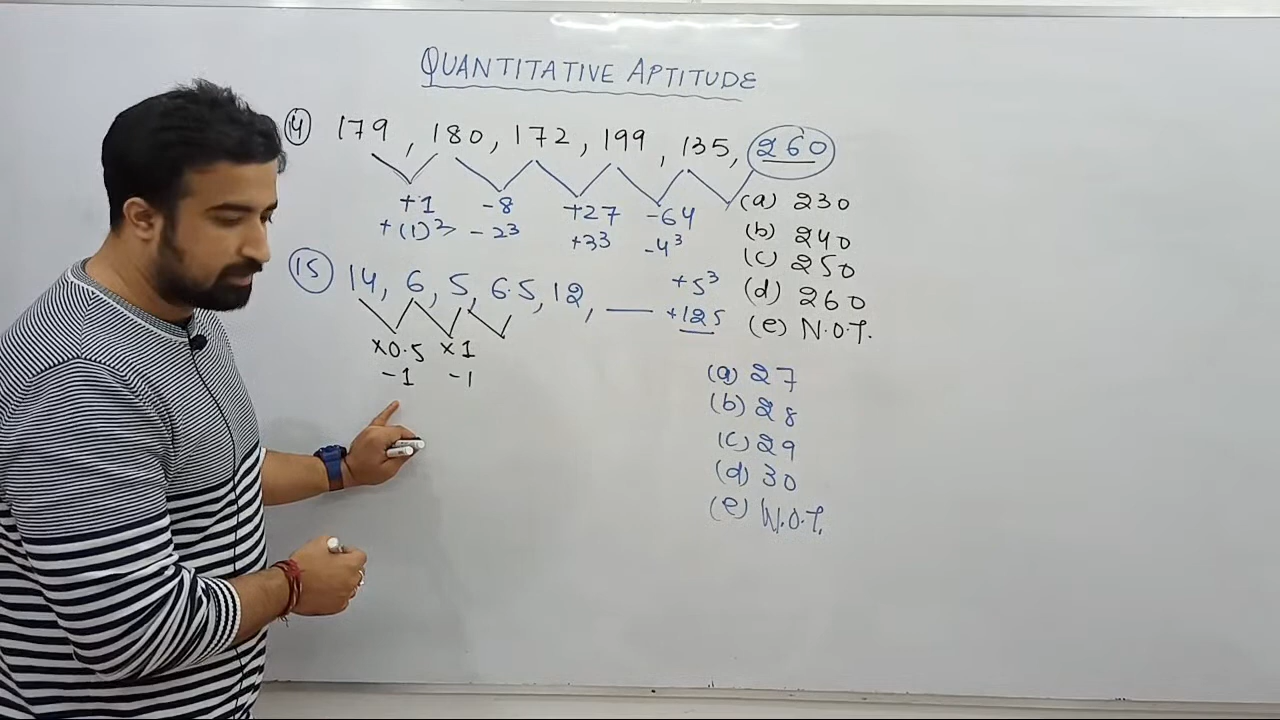 QUANTITATIVE APTITUDE
14 179, 180, 172, 199, 135, 260
+1 -8 +27 -64
+(1)² -2³ +3³ -4³
+5³
+125
(a) 230
(b) 240
(c) 250
(d) 260
(e) N.O.T.
15 14, 6, 5, 6.5, 12, ___
×0.5 ×1
-1 -1
(a) 27
(b) 28
(c) 29
(d) 30
(e) N.O.T.